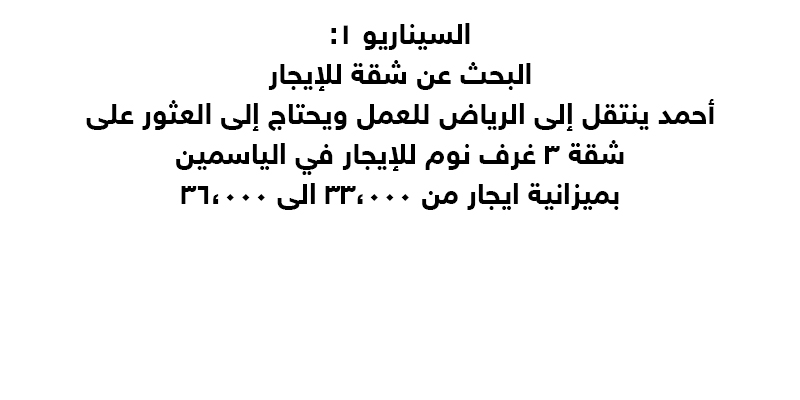 السيناريو ١:
البحث عن شقة للإيجار
أحمد ينتقل إلى الرياض للعمل ويحتاج إلى العثور على
شقة ٣ غرف نوم للإيجار في الياسمين
بميزانية ايجار من ٣٣،٠٠٠ الى ٣٦،٠٠٠